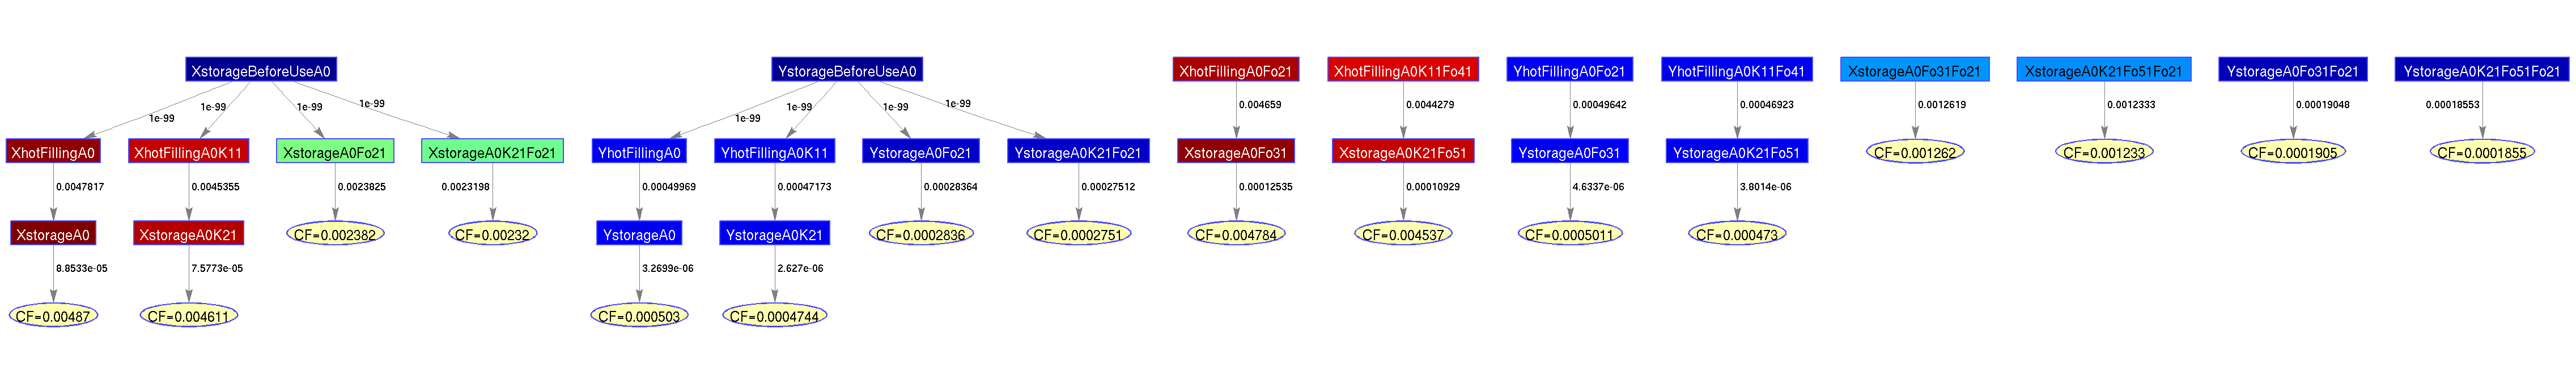 XstorageBeforeUseA0
YstorageBeforeUseA0
XhotFillingA0Fo21
XhotFillingA0K11Fo41
YhotFillingA0Fo21
YhotFillingA0K11Fo41
XstorageA0Fo31Fo21
XstorageA0K21Fo51Fo21
YstorageA0Fo31Fo21
YstorageA0K21Fo51Fo21
1e-99
1e-99
1e-99
1e-99
1e-99
1e-99
1e-99
1e-99
0.004659
0.0044279
0.00049642
0.00046923
0.0012619
0.0012333
0.00019048
0.00018553
XhotFillingA0
XhotFillingA0K11
XstorageA0Fo21
XstorageA0K21Fo21
YhotFillingA0
YhotFillingA0K11
YstorageA0Fo21
YstorageA0K21Fo21
XstorageA0Fo31
XstorageA0K21Fo51
YstorageA0Fo31
YstorageA0K21Fo51
CF=0.001262
CF=0.001233
CF=0.0001905
CF=0.0001855
0.0047817
0.0045355
0.0023825
0.0023198
0.00049969
0.00047173
0.00028364
0.00027512
0.00012535
0.00010929
4.6337e-06
3.8014e-06
XstorageA0
XstorageA0K21
CF=0.002382
CF=0.00232
YstorageA0
YstorageA0K21
CF=0.0002836
CF=0.0002751
CF=0.004784
CF=0.004537
CF=0.0005011
CF=0.000473
8.8533e-05
7.5773e-05
3.2699e-06
2.627e-06
CF=0.00487
CF=0.004611
CF=0.000503
CF=0.0004744